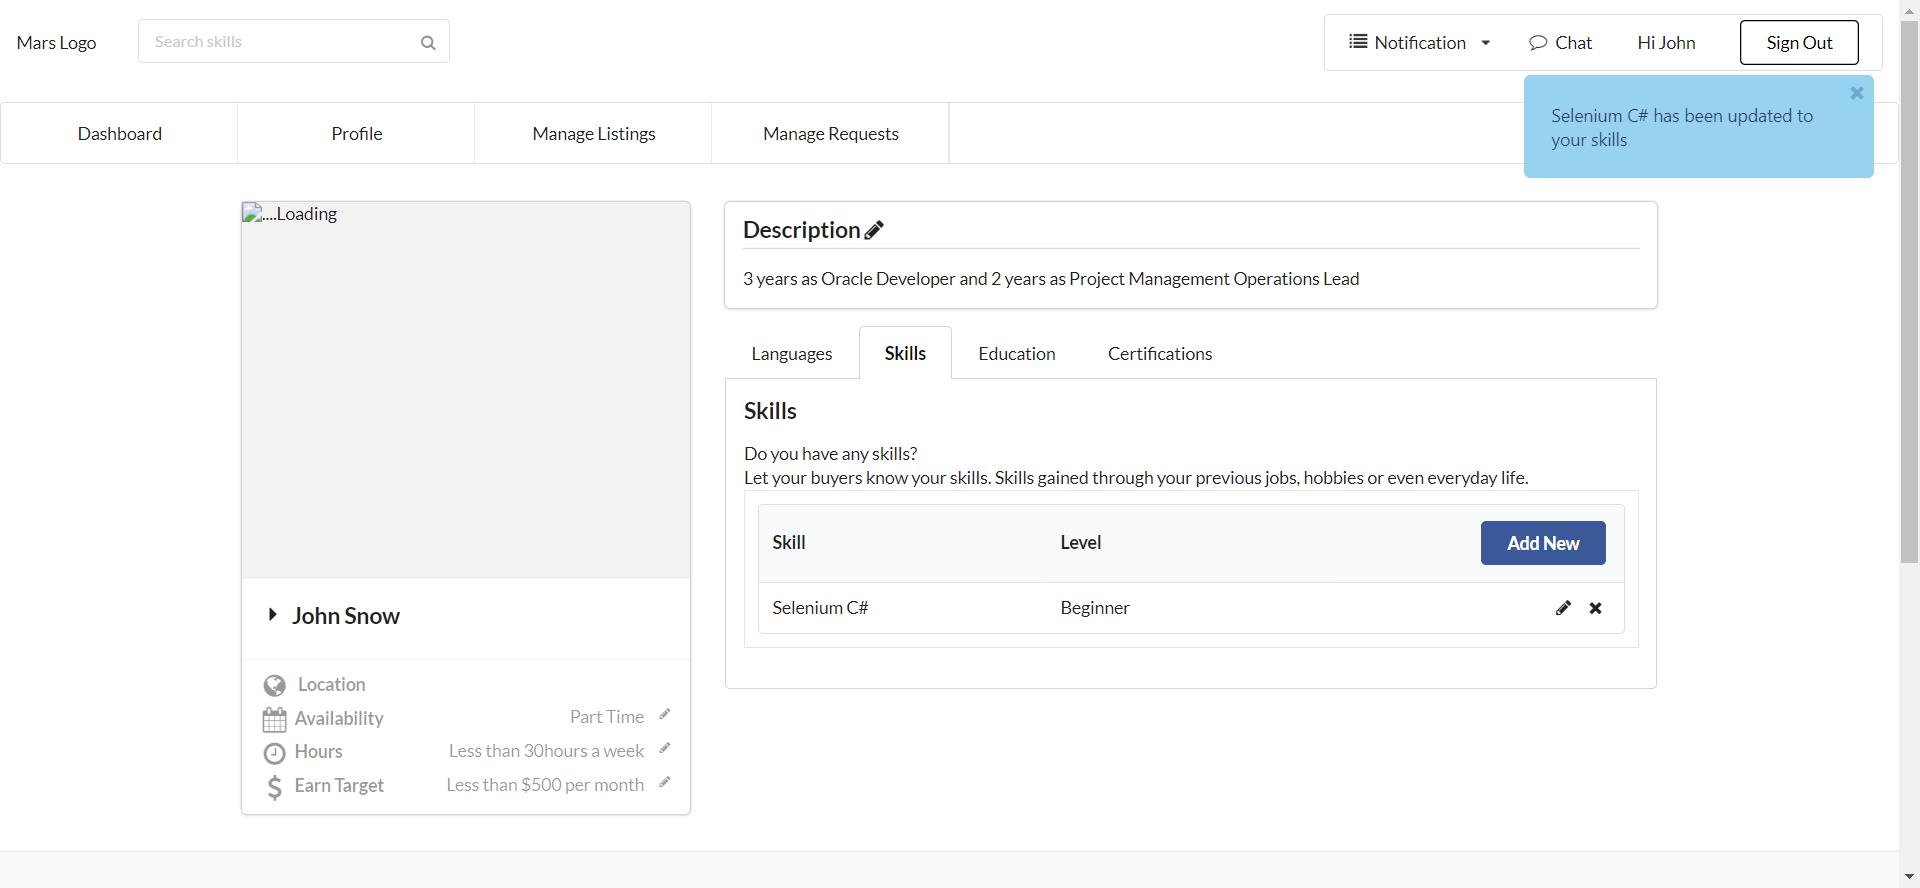 Mars Logo
Search skills
Notification
Chat
Hi John
Sign Out
Selenium C# has been updated to
your skills
Dashboard
Profile
Manage Listings
Manage Requests
....Loading
John Snow
Location
Availability
Part Time
Hours
Less than 30hours a week
Earn Target
Less than $500 per month
Description
3 years as Oracle Developer and 2 years as Project Management Operations Lead
Languages
Skills
Education
Certifications
Skills
Do you have any skills?
Let your buyers know your skills. Skills gained through your previous jobs, hobbies or even everyday life.
Skill
Level
Add New
Selenium C#
Beginner